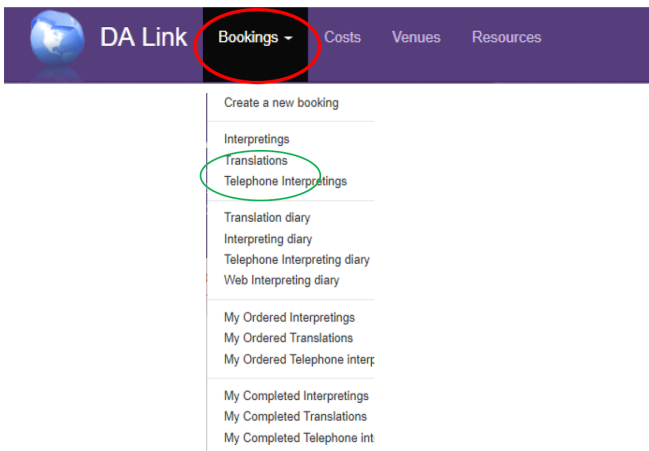 DA Link Bookings Costs Venues Resources
Create a new booking
Interpretings
Translations
Telephone Interpretings
Translation diary
Interpreting diary
Telephone Interpreting diary
Web Interpreting diary
My Ordered Interpretings
My Ordered Translations
My Ordered Telephone interp
My Completed Interpretings
My Completed Translations
My Completed Telephone int